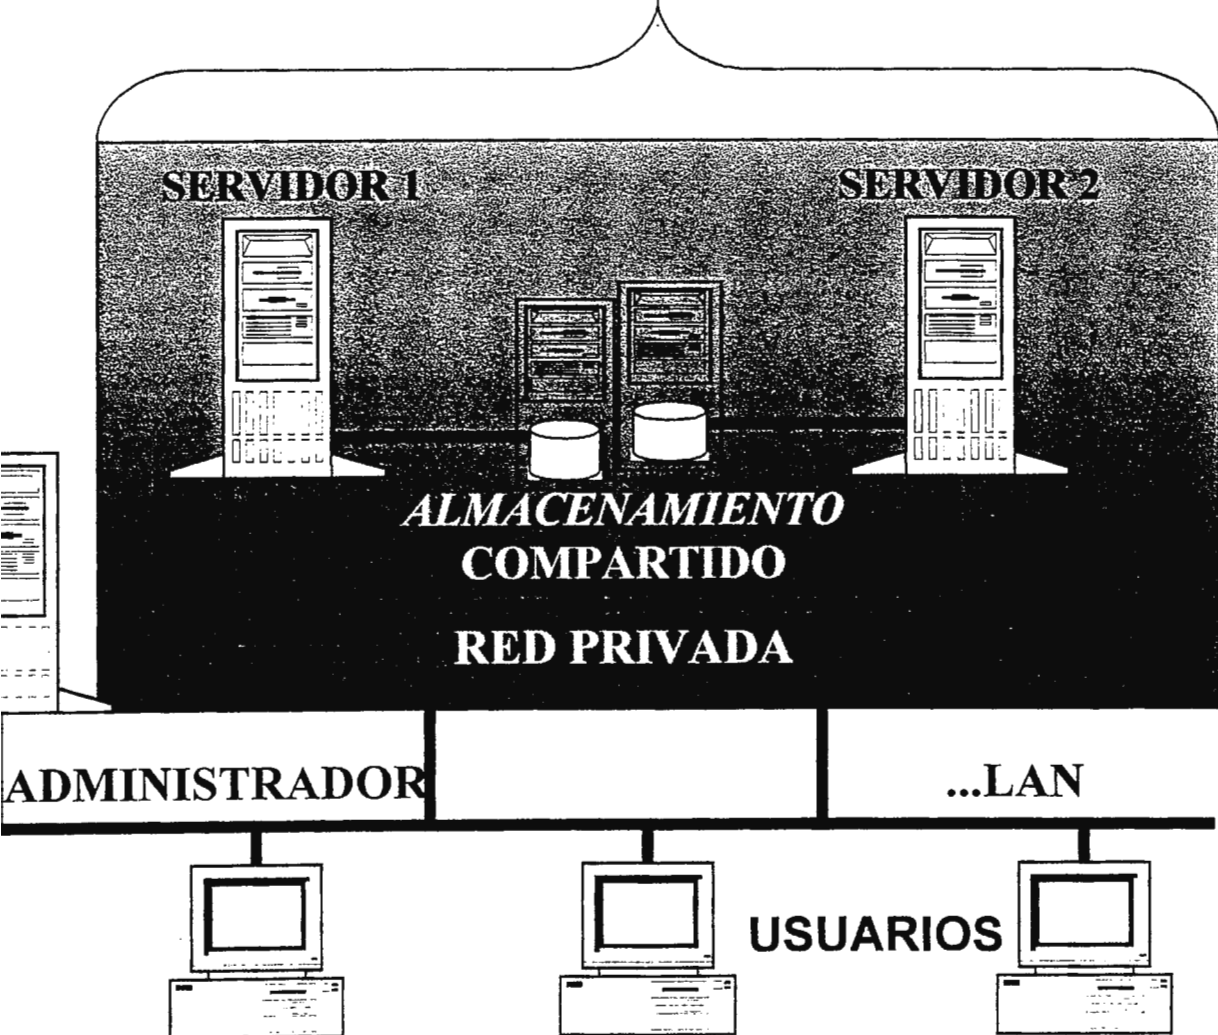 SERVIDOR 1
SERVIDOR 2
ALMACENAMIENTO
COMPARTIDO
RED PRIVADA
ADMINISTRADOR
...LAN
USUARIOS